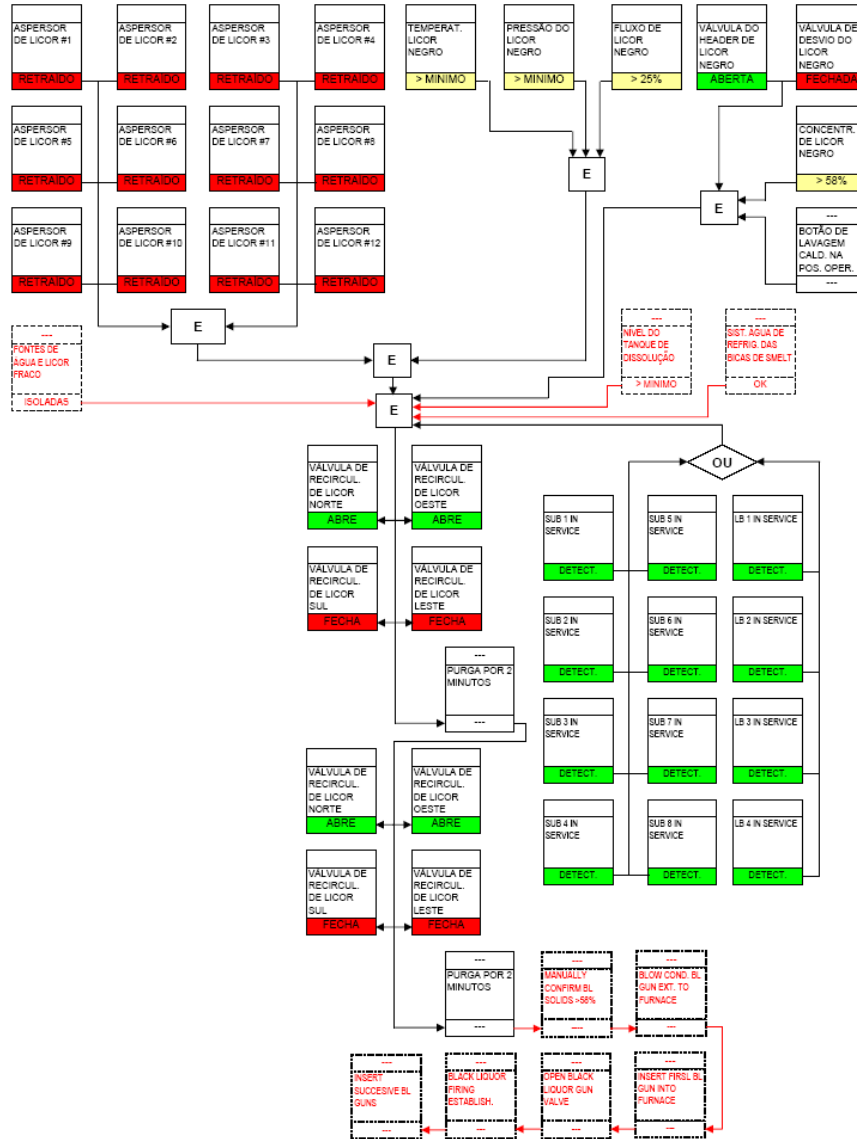 ASPERSOR
DE LICOR #1
RETRAÍDO
ASPERSOR
DE LICOR #2
RETRAÍDO
ASPERSOR
DE LICOR #3
RETRAÍDO
ASPERSOR
DE LICOR #4
RETRAÍDO
TEMPERAT.
LICOR
NEGRO
> MINIMO
PRESSÃO DO
LICOR
NEGRO
> MINIMO
FLUXO DE
LICOR
NEGRO
> 25%
VÁLVULA DO
HEADER DE
LICOR
NEGRO
ABERTA
VÁLVULA DE
DESVIO DO
LICOR
NEGRO
FECHADA
ASPERSOR
DE LICOR #5
RETRAÍDO
ASPERSOR
DE LICOR #6
RETRAÍDO
ASPERSOR
DE LICOR #7
RETRAÍDO
ASPERSOR
DE LICOR #8
RETRAÍDO
CONCENTR.
DE LICOR
NEGRO
> 58%
E
E
ASPERSOR
DE LICOR #9
RETRAÍDO
ASPERSOR
DE LICOR #10
RETRAÍDO
ASPERSOR
DE LICOR #11
RETRAÍDO
ASPERSOR
DE LICOR #12
RETRAÍDO
---
BOTÃO DE
LAVAGEM
CALD. NA
POS. OPER.
---
E
---
FONTES DE
ÁGUA E LICOR
FRACO
ISOLADAS
E
---
NIVEL DO
TANQUE DE
DISSOLUÇÃO
> MINIMO
---
SIST. AGUA DE
REFRIG. DAS
BICAS DE SMELT
OK
E
OU
VÁLVULA DE
RECIRCUL.
DE LICOR
NORTE
ABRE
VÁLVULA DE
RECIRCUL.
DE LICOR
OESTE
ABRE
SUB 1 IN
SERVICE
DETECT.
SUB 5 IN
SERVICE
DETECT.
LB 1 IN SERVICE
DETECT.
VÁLVULA DE
RECIRCUL.
DE LICOR
SUL
FECHA
VÁLVULA DE
RECIRCUL.
DE LICOR
LESTE
FECHA
SUB 2 IN
SERVICE
DETECT.
SUB 6 IN
SERVICE
DETECT.
LB 2 IN SERVICE
DETECT.
---
PURGA POR 2
MINUTOS
---
SUB 3 IN
SERVICE
DETECT.
SUB 7 IN
SERVICE
DETECT.
LB 3 IN SERVICE
DETECT.
VÁLVULA DE
RECIRCUL.
DE LICOR
NORTE
ABRE
VÁLVULA DE
RECIRCUL.
DE LICOR
OESTE
ABRE
SUB 4 IN
SERVICE
DETECT.
SUB 8 IN
SERVICE
DETECT.
LB 4 IN SERVICE
DETECT.
VÁLVULA DE
RECIRCUL.
DE LICOR
SUL
FECHA
VÁLVULA DE
RECIRCUL.
DE LICOR
LESTE
FECHA
---
PURGA POR 2
MINUTOS
---
---
MANUALLY
CONFIRM BL
SOLIDS >58%
----
---
BLOW COND. BL
GUN EXT. TO
FURNACE
---
---
INSERT FIRSL BL
GUN INTO
FURNACE
---
---
OPEN BLACK
LIQUOR GUN
VALVE
---
---
BLACK LIQUOR
FIRING
ESTABLISH.
---
---
INSERT
SUCCESIVE BL
GUNS
---